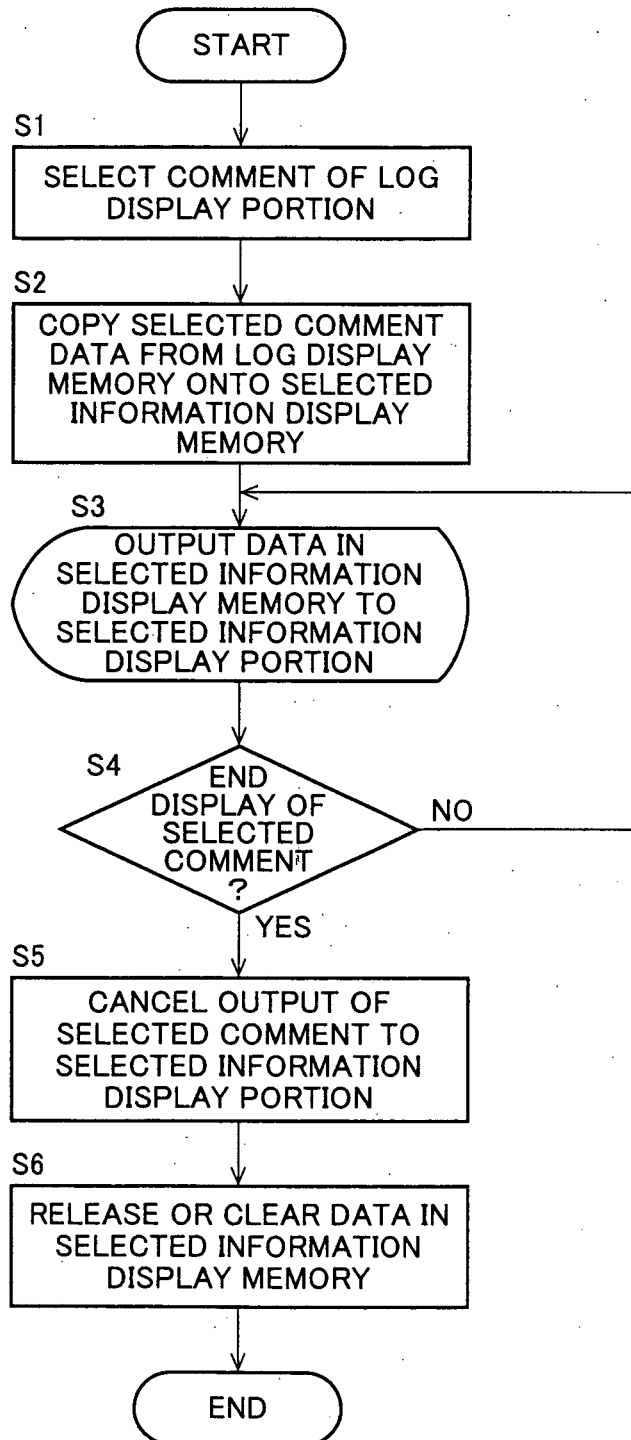 START
S1
SELECT COMMENT OF LOG
DISPLAY PORTION
S2
COPY SELECTED COMMENT
DATA FROM LOG DISPLAY
MEMORY ONTO SELECTED
INFORMATION DISPLAY
MEMORY
S3
OUTPUT DATA IN
SELECTED INFORMATION
DISPLAY MEMORY TO
SELECTED INFORMATION
DISPLAY PORTION
S4
END
DISPLAY OF
SELECTED
COMMENT
?
NO
YES
S5
CANCEL OUTPUT OF
SELECTED COMMENT TO
SELECTED INFORMATION
DISPLAY PORTION
S6
RELEASE OR CLEAR DATA IN
SELECTED INFORMATION
DISPLAY MEMORY
END